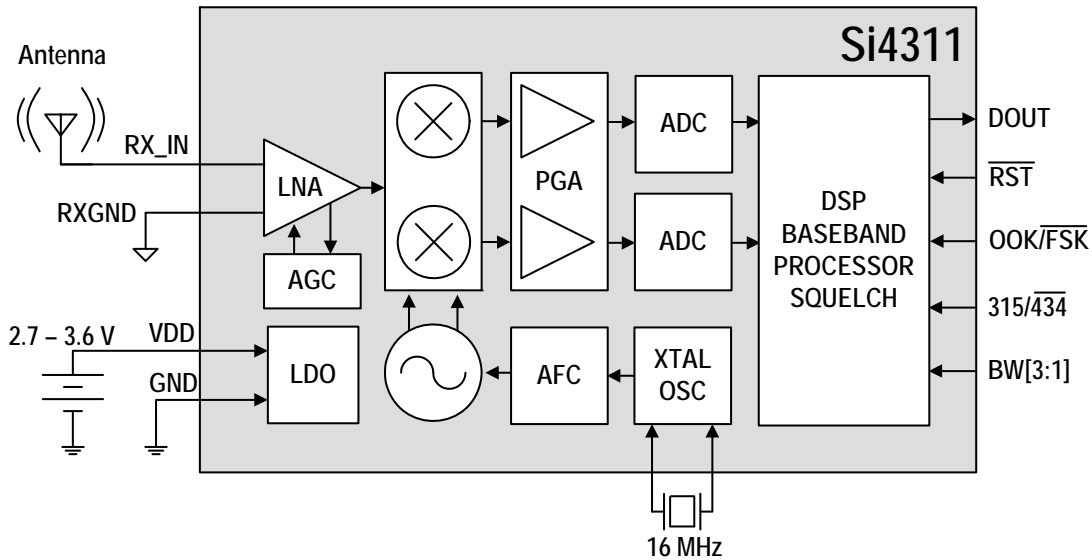 Si4311
Antenna
RX_IN
LNA
RXGND
AGC
PGA
ADC
ADC
DSP
BASEBAND
PROCESSOR
SQUELCH
DOUT
RST
OOK/FSK
315/434
BW[3:1]
2.7 – 3.6 V
VDD
GND
LDO
AFC
XTAL
OSC
16 MHz